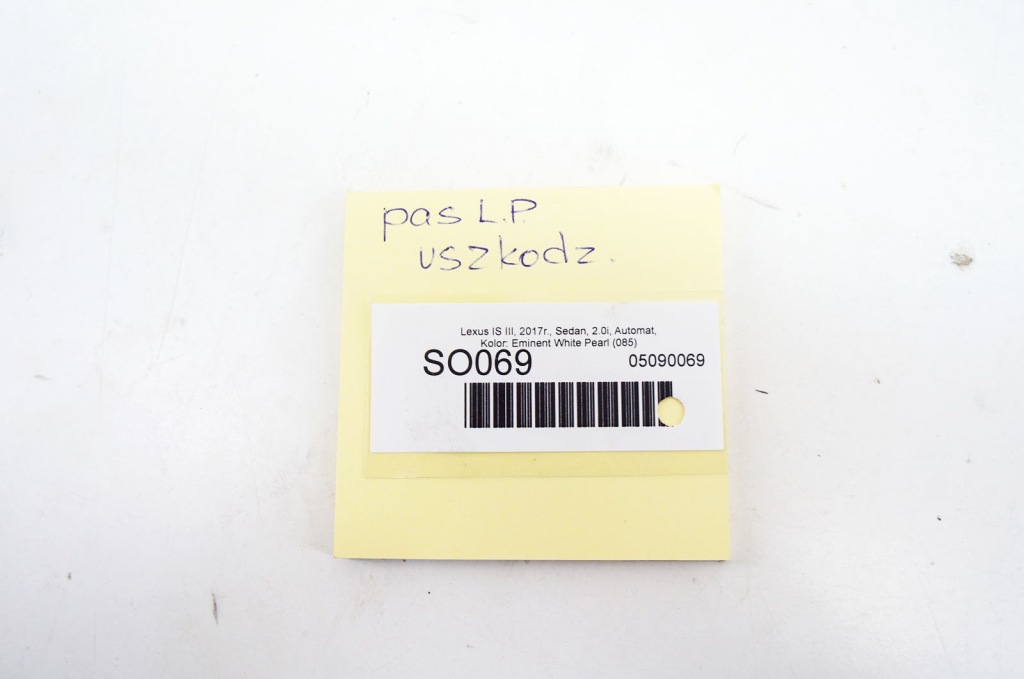 pas L.P
uszkodz.
Lexus IS III, 2017r., Sedan, 2.0i, Automat,
Kolor: Eminent White Pearl (085)
SO069 05090069